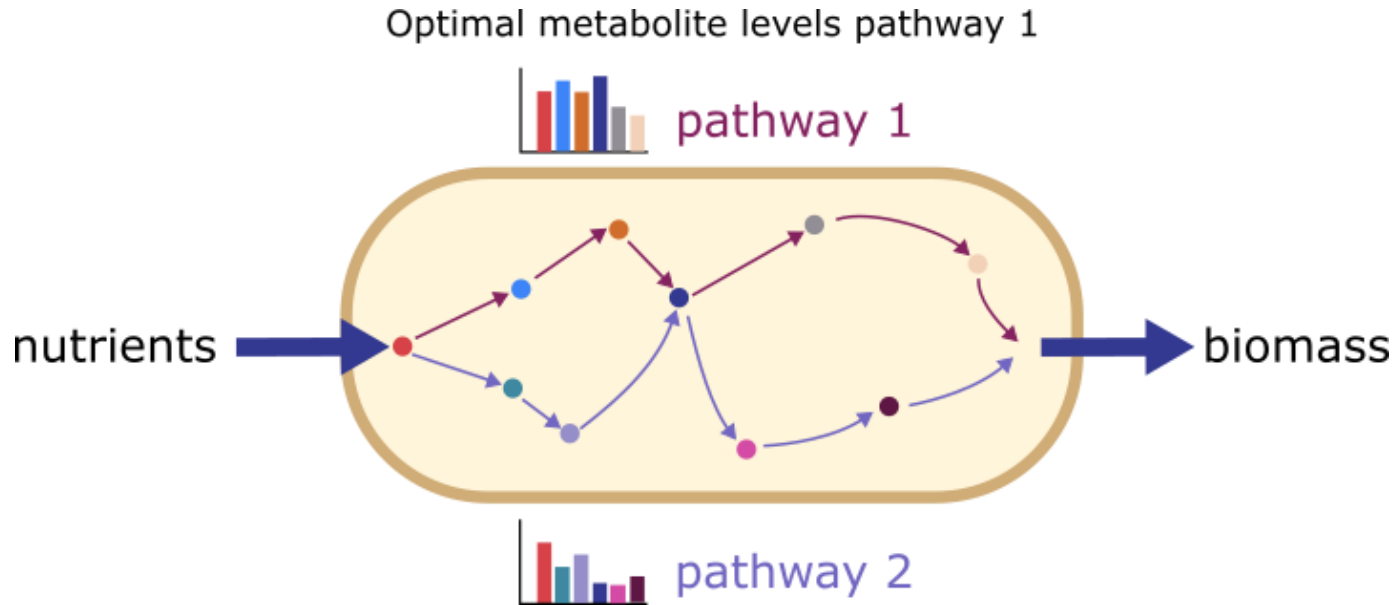 Optimal metabolite levels pathway 1
pathway 1
nutrients
biomass
pathway 2